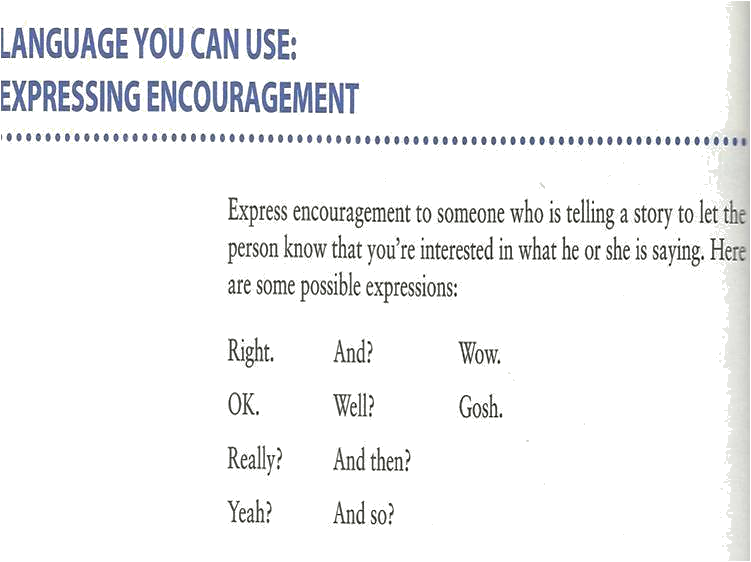 LANGUAGE YOU CAN USE:
EXPRESSING ENCOURAGEMENT
Express encouragement to someone who is telling a story to let the
person know that you're interested in what he or she is saying. Here
are some possible expressions:
Right. And? Wow.
OK. Well? Gosh.
Really? And then?
Yeah? And so?